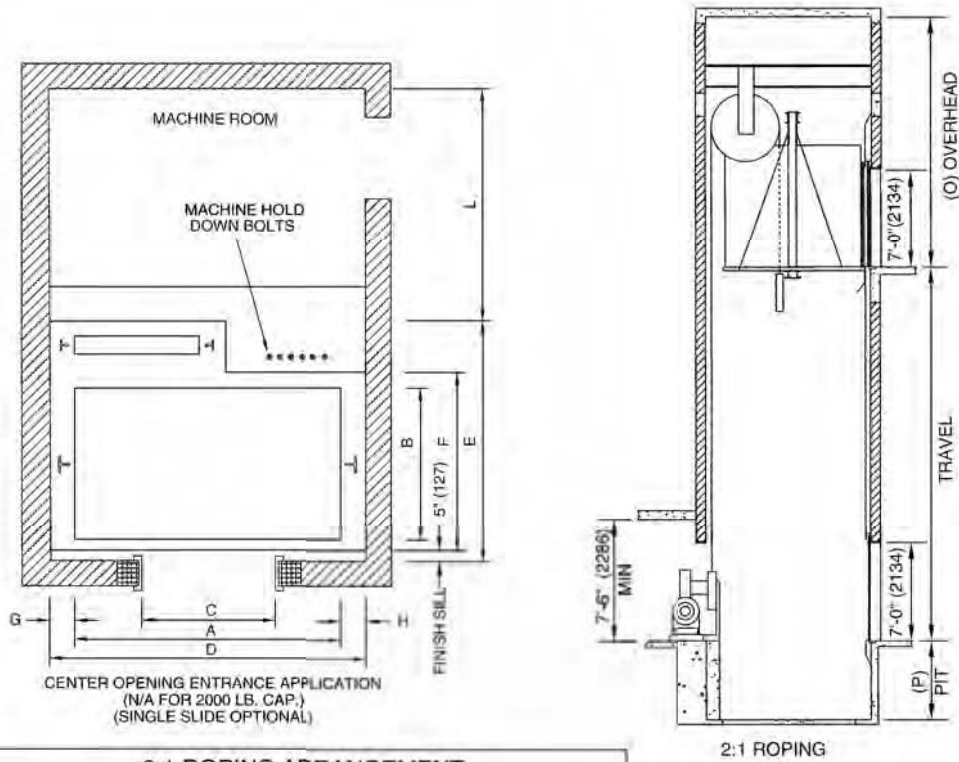 MACHINE ROOM
MACHINE HOLD
DOWN BOLTS
L
B
5" (127)
F
E
G
C
A
D
H
FINISH SILL
CENTER OPENING ENTRANCE APPLICATION
(N/A FOR 2000 LB. CAP.)
(SINGLE SLIDE OPTIONAL)
(O) OVERHEAD
7'-0" (2134)
TRAVEL
7'-6" (2286)
MIN
7'-0" (2134)
(P)
PIT
2:1 ROPING
2:1 ROPING ARRANGEMENT